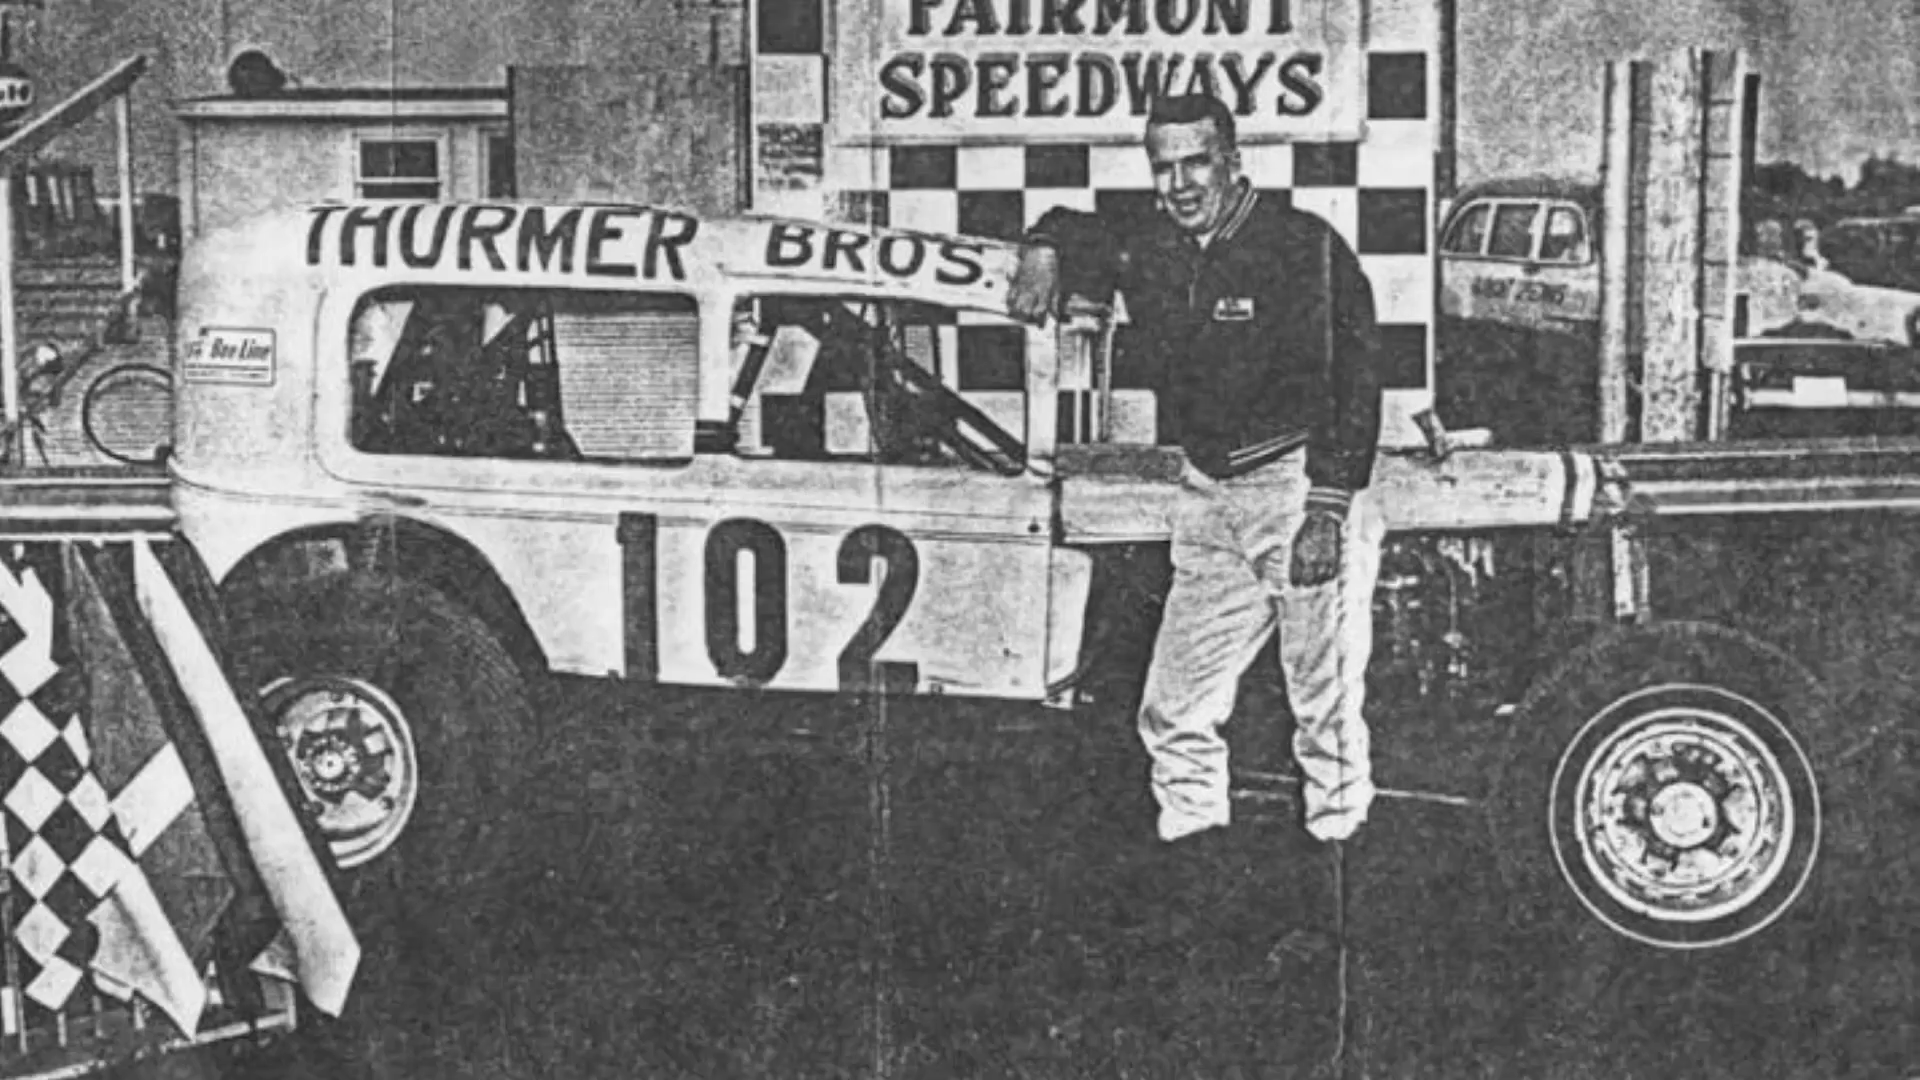 FAIRMONT
SPEEDWAYS
THURMER BROS.
Bee Line
102